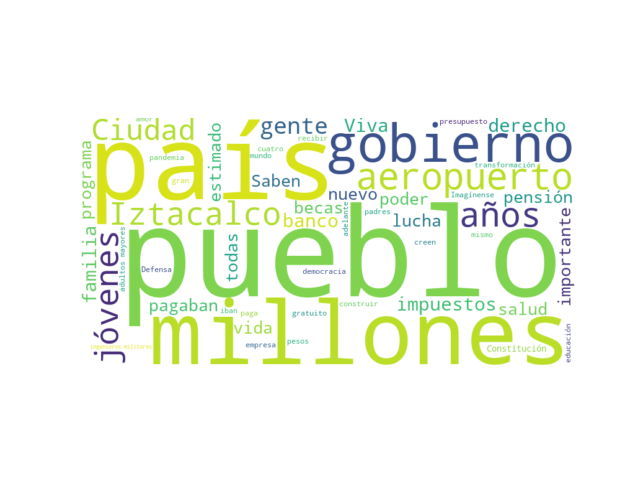 amor
Ciudad
país
gente
recibir
cuatro
mundo
pandemia
gran
estimado
programa
Saben
Viva
presupuesto
derecho
gobierno
transformación
aeropuerto
Imagínense
nuevo
poder
pensión
becas
banco
Iztacalco
adelante
padres
lucha
años
creen
mismo
importante
pueblo
familia
adultos mayores
jóvenes
todas
Defensa
democracia
pagaban
iban
paga
vida
gratuito
construir
impuestos
salud
millones
empresa
pesos
Constitución
educación
ingenieros militares